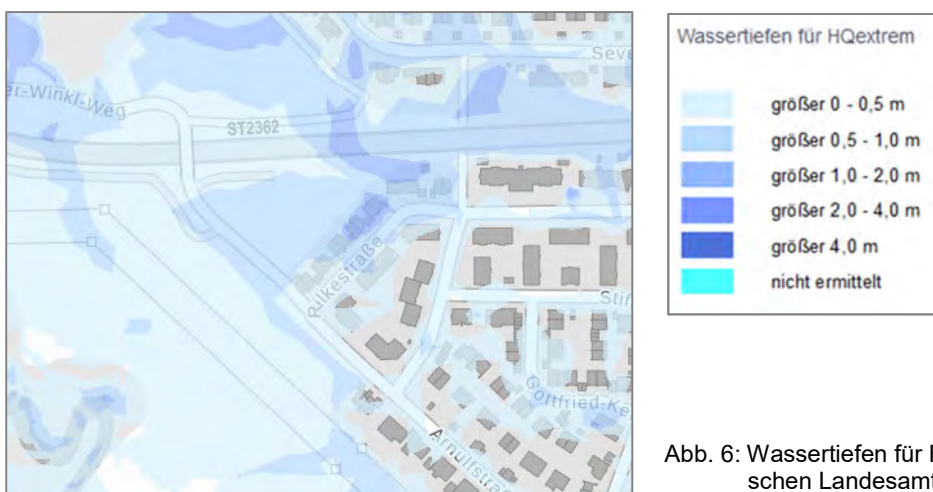 Seve
er-Winkl-Weg
ST2362
Rilkestraße
Stif
Gottfried-Ke
Arnulfstraß
Wassertiefen für HQextrem
größer 0 - 0,5 m
größer 0,5 - 1,0 m
größer 1,0 - 2,0 m
größer 2,0 - 4,0 m
größer 4,0 m
nicht ermittelt
Abb. 6: Wassertiefen für H
schen Landesamt